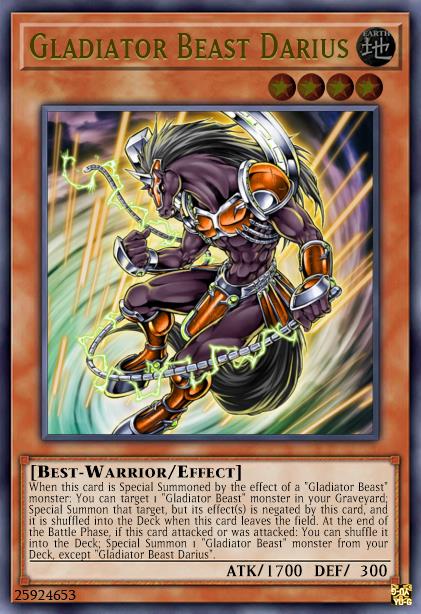 GLADIATOR BEAST DARIUS
EARTH
地
[BEST-WARRIOR/EFFECT]
When this card is Special Summoned by the effect of a "Gladiator Beast"
monster: You can target 1 "Gladiator Beast" monster in your Graveyard;
Special Summon that target, but its effect(s) is negated by this card, and
it is shuffled into the Deck when this card leaves the field. At the end of
the Battle Phase, if this card attacked or was attacked: You can shuffle it
into the Deck; Special Summon 1 "Gladiator Beast" monster from your
Deck, except "Gladiator Beast Darius".
ATK/1700 DEF/ 300
25924653